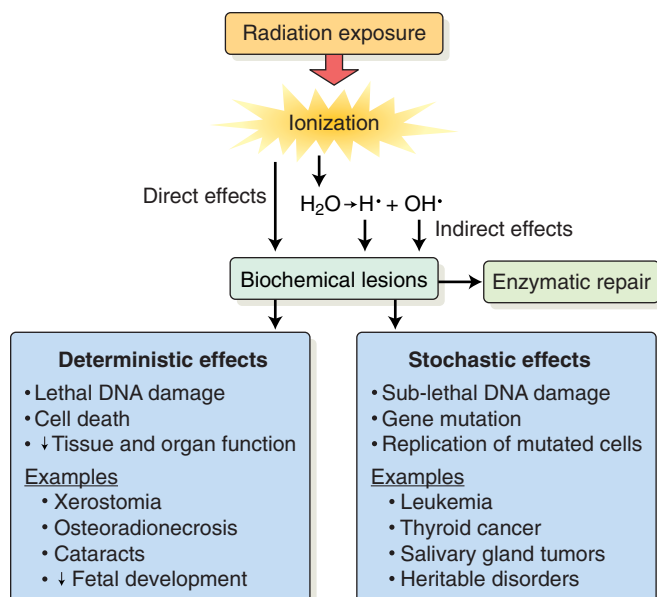 Radiation exposure
Ionization
Direct effects
H₂O → H• + OH•
Indirect effects
Biochemical lesions
Enzymatic repair
Deterministic effects
• Lethal DNA damage
• Cell death
• ↓ Tissue and organ function
Examples
• Xerostomia
• Osteoradionecrosis
• Cataracts
• ↓ Fetal development
Stochastic effects
• Sub-lethal DNA damage
• Gene mutation
• Replication of mutated cells
Examples
• Leukemia
• Thyroid cancer
• Salivary gland tumors
• Heritable disorders